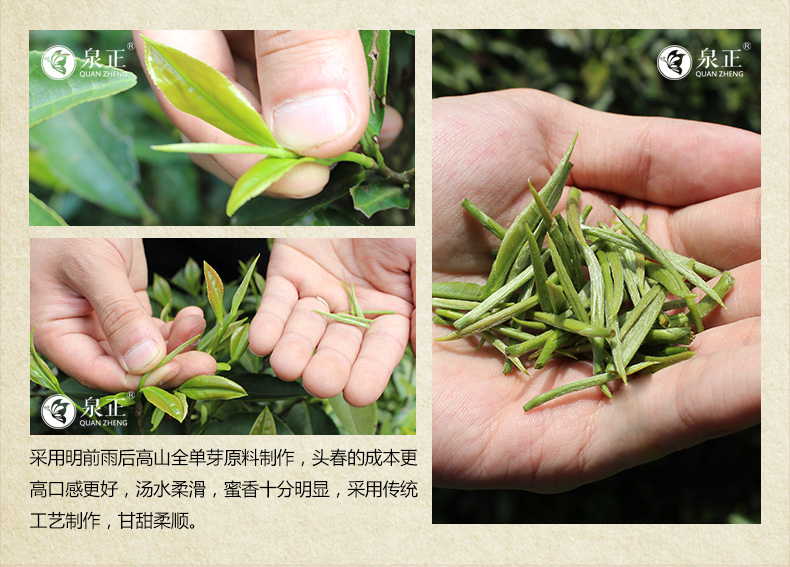 泉正®
QUAN ZHENG
泉正®
QUAN ZHENG
泉正®
QUAN ZHENG
采用明前雨后高山全单芽原料制作，头春的成本更
高口感更好，汤水柔滑，蜜香十分明显，采用传统
工艺制作，甘甜柔顺。